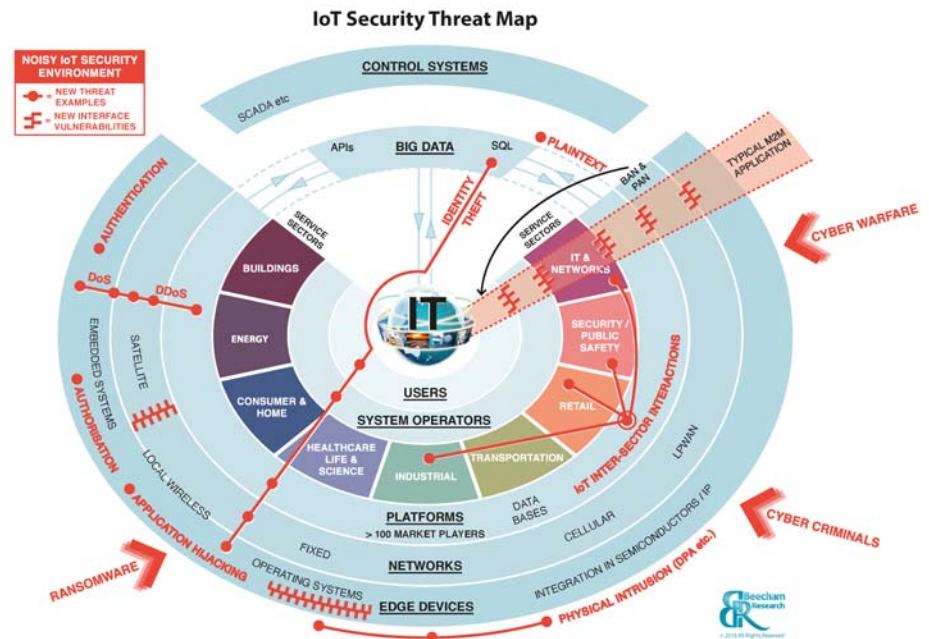 IoT Security Threat Map
NOISY IoT SECURITY
ENVIRONMENT
= NEW THREAT
EXAMPLES
= NEW INTERFACE
VULNERABILITIES
CONTROL SYSTEMS
SCADA etc
APIs
BIG DATA
SQL
PLAINTEXT
BAN &
PAN
TYPICAL M2M
APPLICATION
IDENTITY
THEFT
AUTHENTICATION
SERVICE
SECTORS
SERVICE
SECTORS
CYBER WARFARE
BUILDINGS
IT &
NETWORKS
DoS
DDoS
IT
ENERGY
SECURITY /
PUBLIC
SAFETY
EMBEDDED SYSTEMS
SATELLITE
USERS
CONSUMER &
HOME
RETAIL
SYSTEM OPERATORS
IoT INTER-SECTOR INTERACTIONS
AUTHORISATION
HEALTHCARE
LIFE &
SCIENCE
INDUSTRIAL
TRANSPORTATION
LPWAN
LOCAL WIRELESS
PLATFORMS
> 100 MARKET PLAYERS
DATA
BASES
CELLULAR
APPLICATION HIJACKING
FIXED
NETWORKS
INTEGRATION IN SEMICONDUCTORS / IP
CYBER CRIMINALS
RANSOMWARE
OPERATING SYSTEMS
EDGE DEVICES
PHYSICAL INTRUSION (DPA etc.)
BR
Beecham
Research